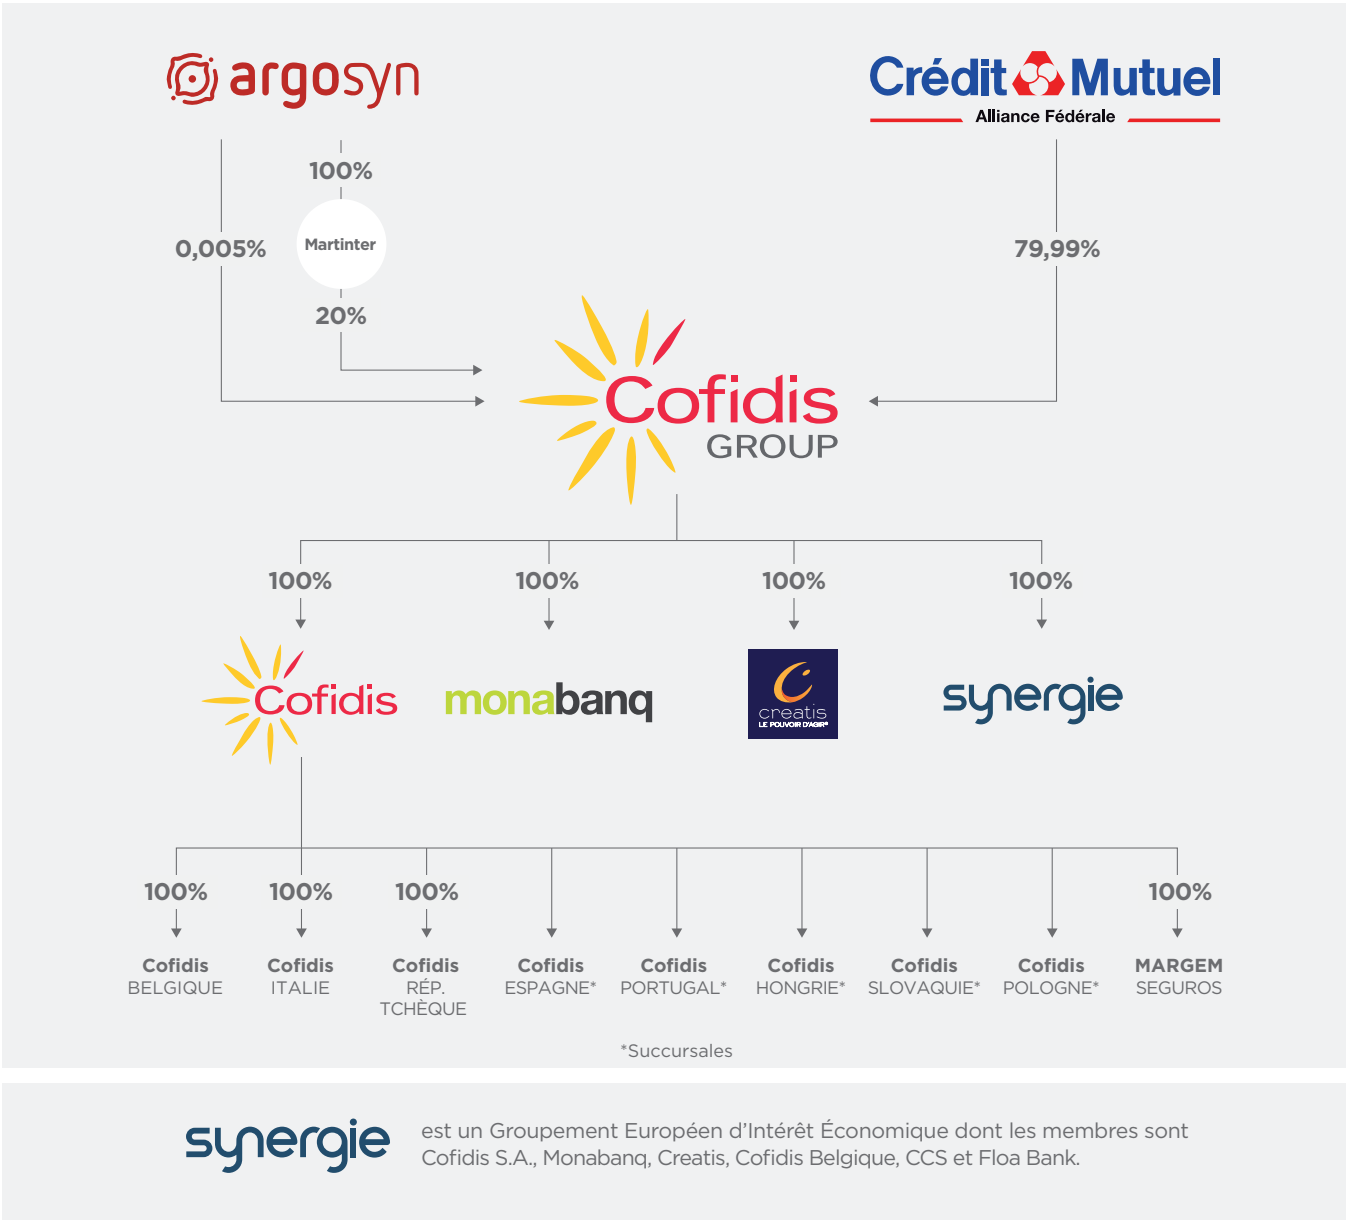 argosyn
Crédit Mutuel
Alliance Fédérale
100%
0,005%
Martinter
79,99%
20%
Cofidis
GROUP
100% 100% 100% 100%
Cofidis
monabanq
creatis
LE POUVOIR D'AGIR®
synergie
100% 100% 100% 100%
Cofidis
BELGIQUE
Cofidis
ITALIE
Cofidis
RÉP.
TCHÈQUE
Cofidis
ESPAGNE*
Cofidis
PORTUGAL*
Cofidis
HONGRIE*
Cofidis
SLOVAQUIE*
Cofidis
POLOGNE*
MARGEM
SEGUROS
*Succursales
synergie
est un Groupement Européen d’Intérêt Économique dont les membres sont
Cofidis S.A., Monabanq, Creatis, Cofidis Belgique, CCS et Floa Bank.